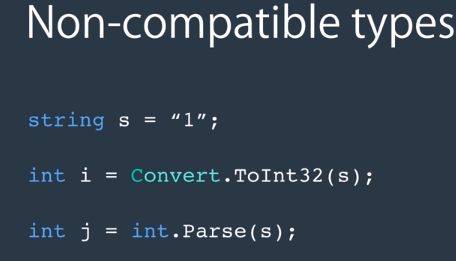 Non-compatible types
string s = “1”;
int i = Convert.ToInt32(s);
int j = int.Parse(s);